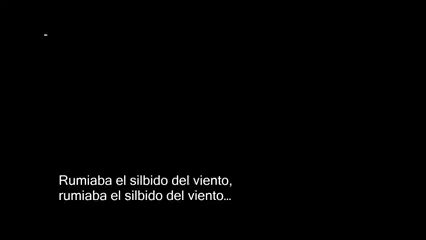 -
Rumiaba el silbido del viento,
rumiaba el silbido del viento…